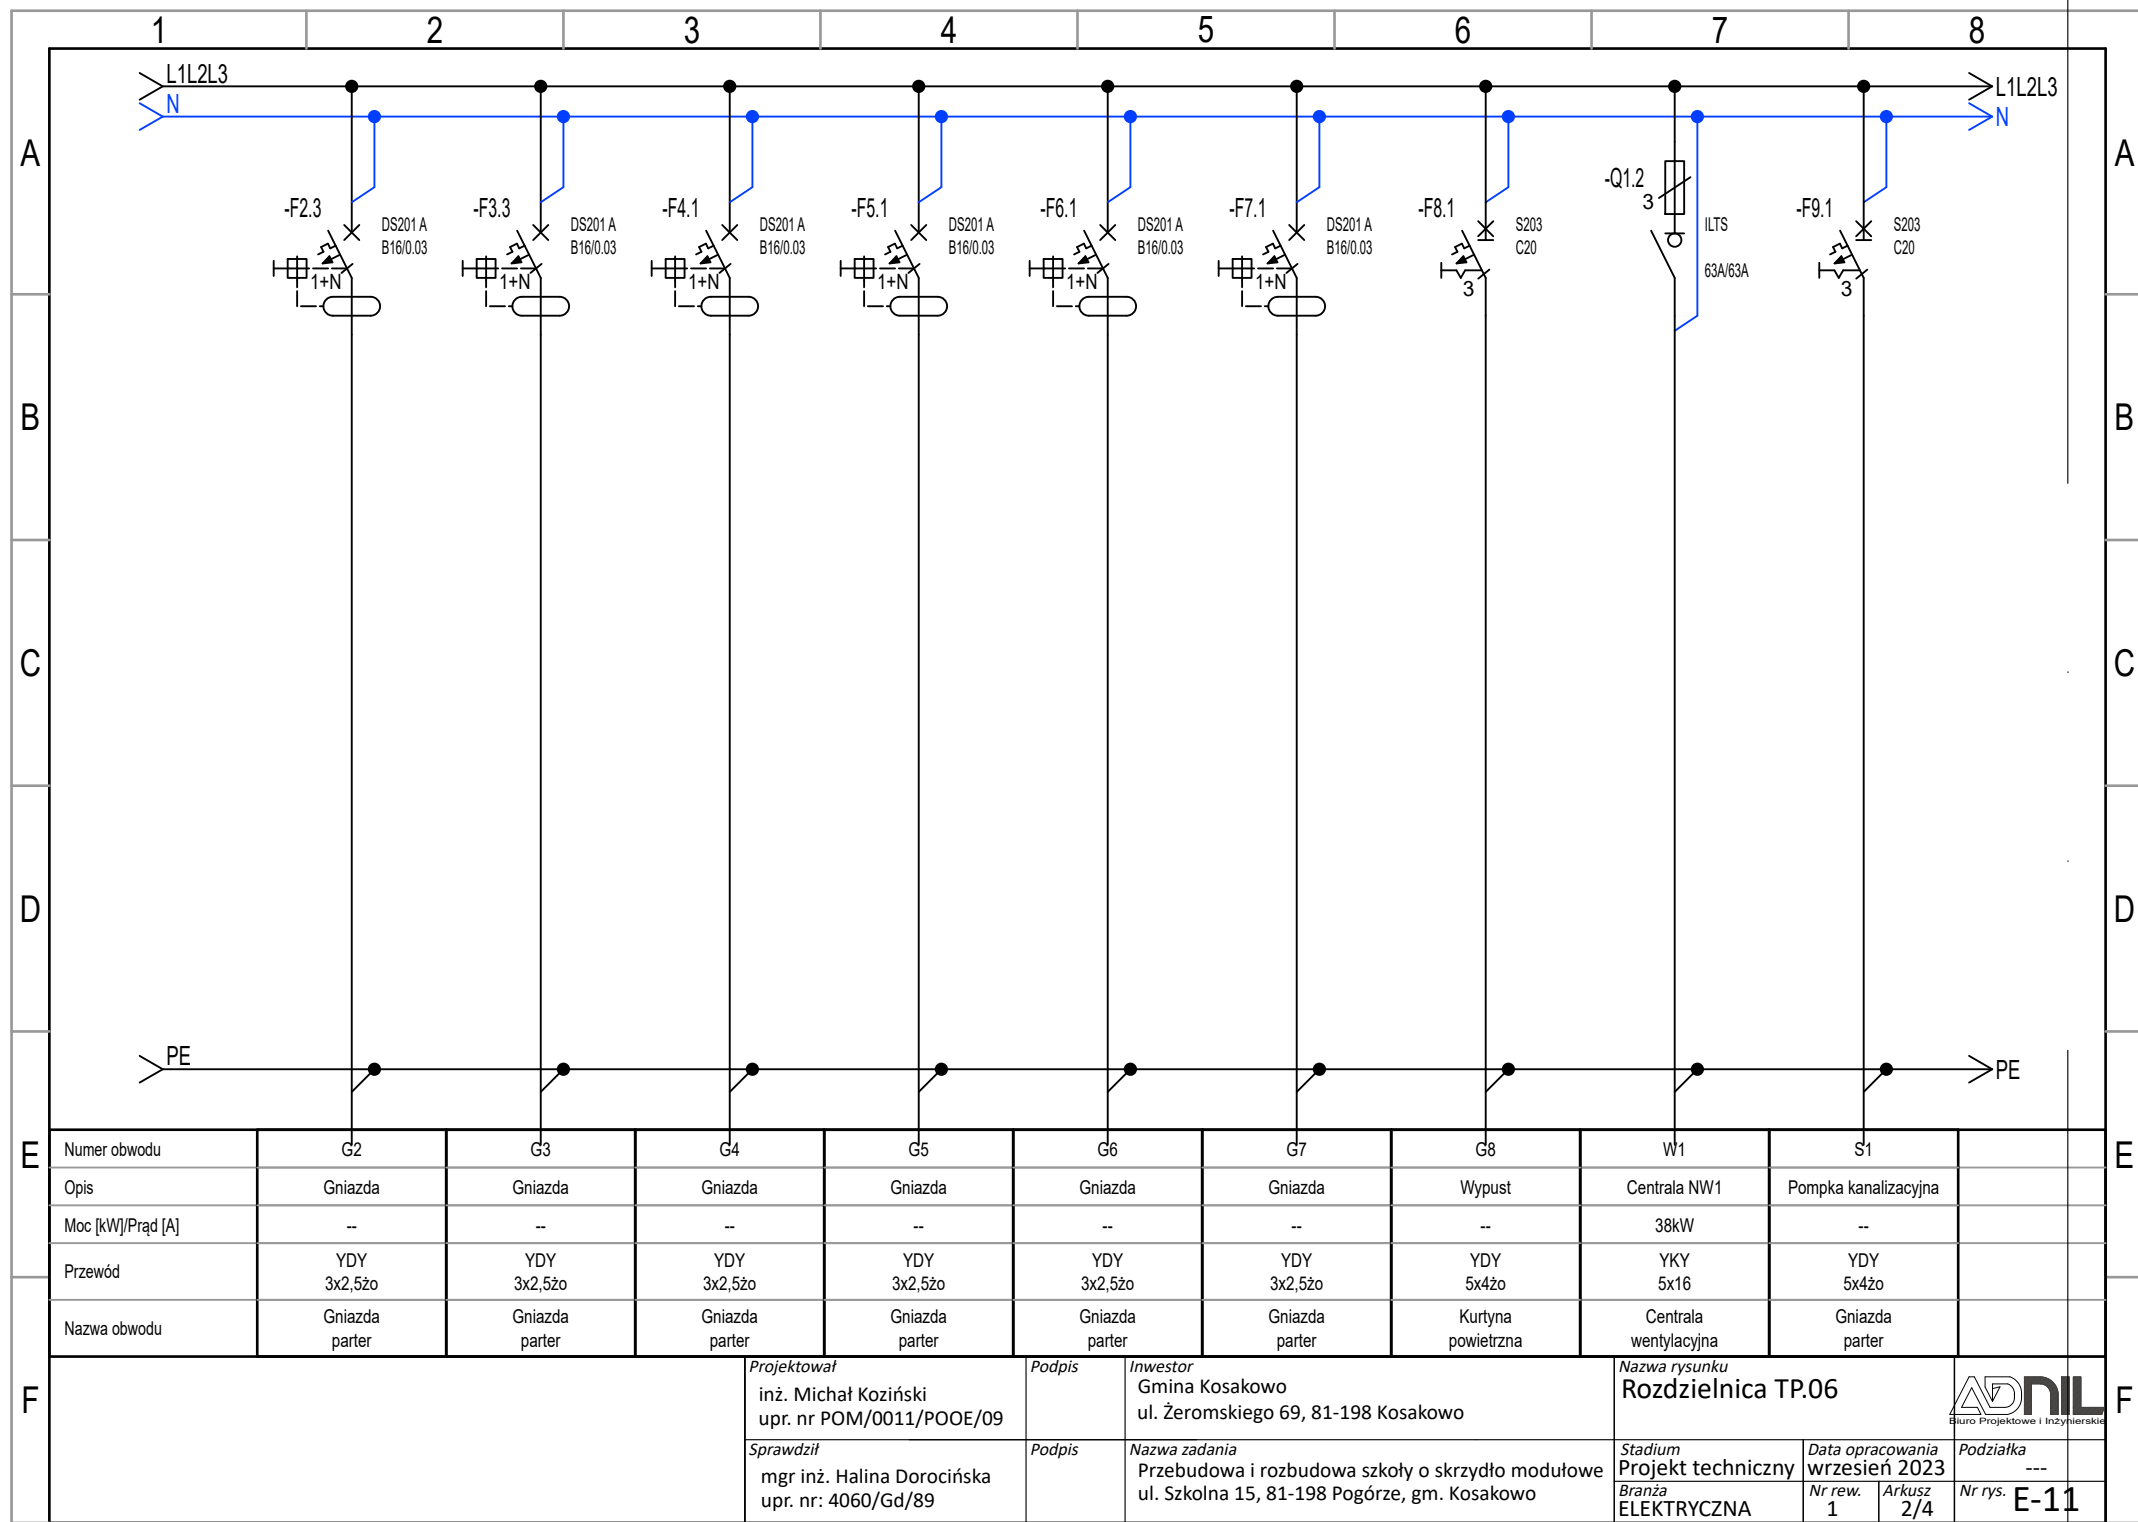 1 2 3 4 5 6 7 8
L1L2L3 L1L2L3
N N
A A
-F2.3 DS201 A B16/0.03 1+N
-F3.3 DS201 A B16/0.03 1+N
-F4.1 DS201 A B16/0.03 1+N
-F5.1 DS201 A B16/0.03 1+N
-F6.1 DS201 A B16/0.03 1+N
-F7.1 DS201 A B16/0.03 1+N
-F8.1 S203 C20 3
-Q1.2 3 ILTS 63A/63A
-F9.1 S203 C20 3
B B
C C
D D
PE PE
E E
Numer obwodu G2 G3 G4 G5 G6 G7 G8 W1 S1
Opis Gniazda Gniazda Gniazda Gniazda Gniazda Gniazda Wypust Centrala NW1 Pompka kanalizacyjna
Moc [kW]/Prąd [A] -- -- -- -- -- -- -- 38kW --
Przewód
YDY YDY YDY YDY YDY YDY YDY YKY YDY
3x2,5żo 3x2,5żo 3x2,5żo 3x2,5żo 3x2,5żo 3x2,5żo 5x4żo 5x16 5x4żo
Nazwa obwodu
Gniazda Gniazda Gniazda Gniazda Gniazda Gniazda Kurtyna Centrala Gniazda
parter parter parter parter parter parter powietrzna wentylacyjna parter
F F
Projektował
inż. Michał Koziński
upr. nr POM/0011/POOE/09
Podpis
Inwestor
Gmina Kosakowo
ul. Żeromskiego 69, 81-198 Kosakowo
Nazwa rysunku
Rozdzielnica TP.06
ADNIL
Biuro Projektowe i Inżynierskie
Sprawdził
mgr inż. Halina Dorocińska
upr. nr: 4060/Gd/89
Podpis
Nazwa zadania
Przebudowa i rozbudowa szkoły o skrzydło modułowe
ul. Szkolna 15, 81-198 Pogórze, gm. Kosakowo
Stadium
Projekt techniczny
Data opracowania
wrzesień 2023
Podziałka
---
Branża
ELEKTRYCZNA
Nr rew.
1
Arkusz
2/4
Nr rys. E-11